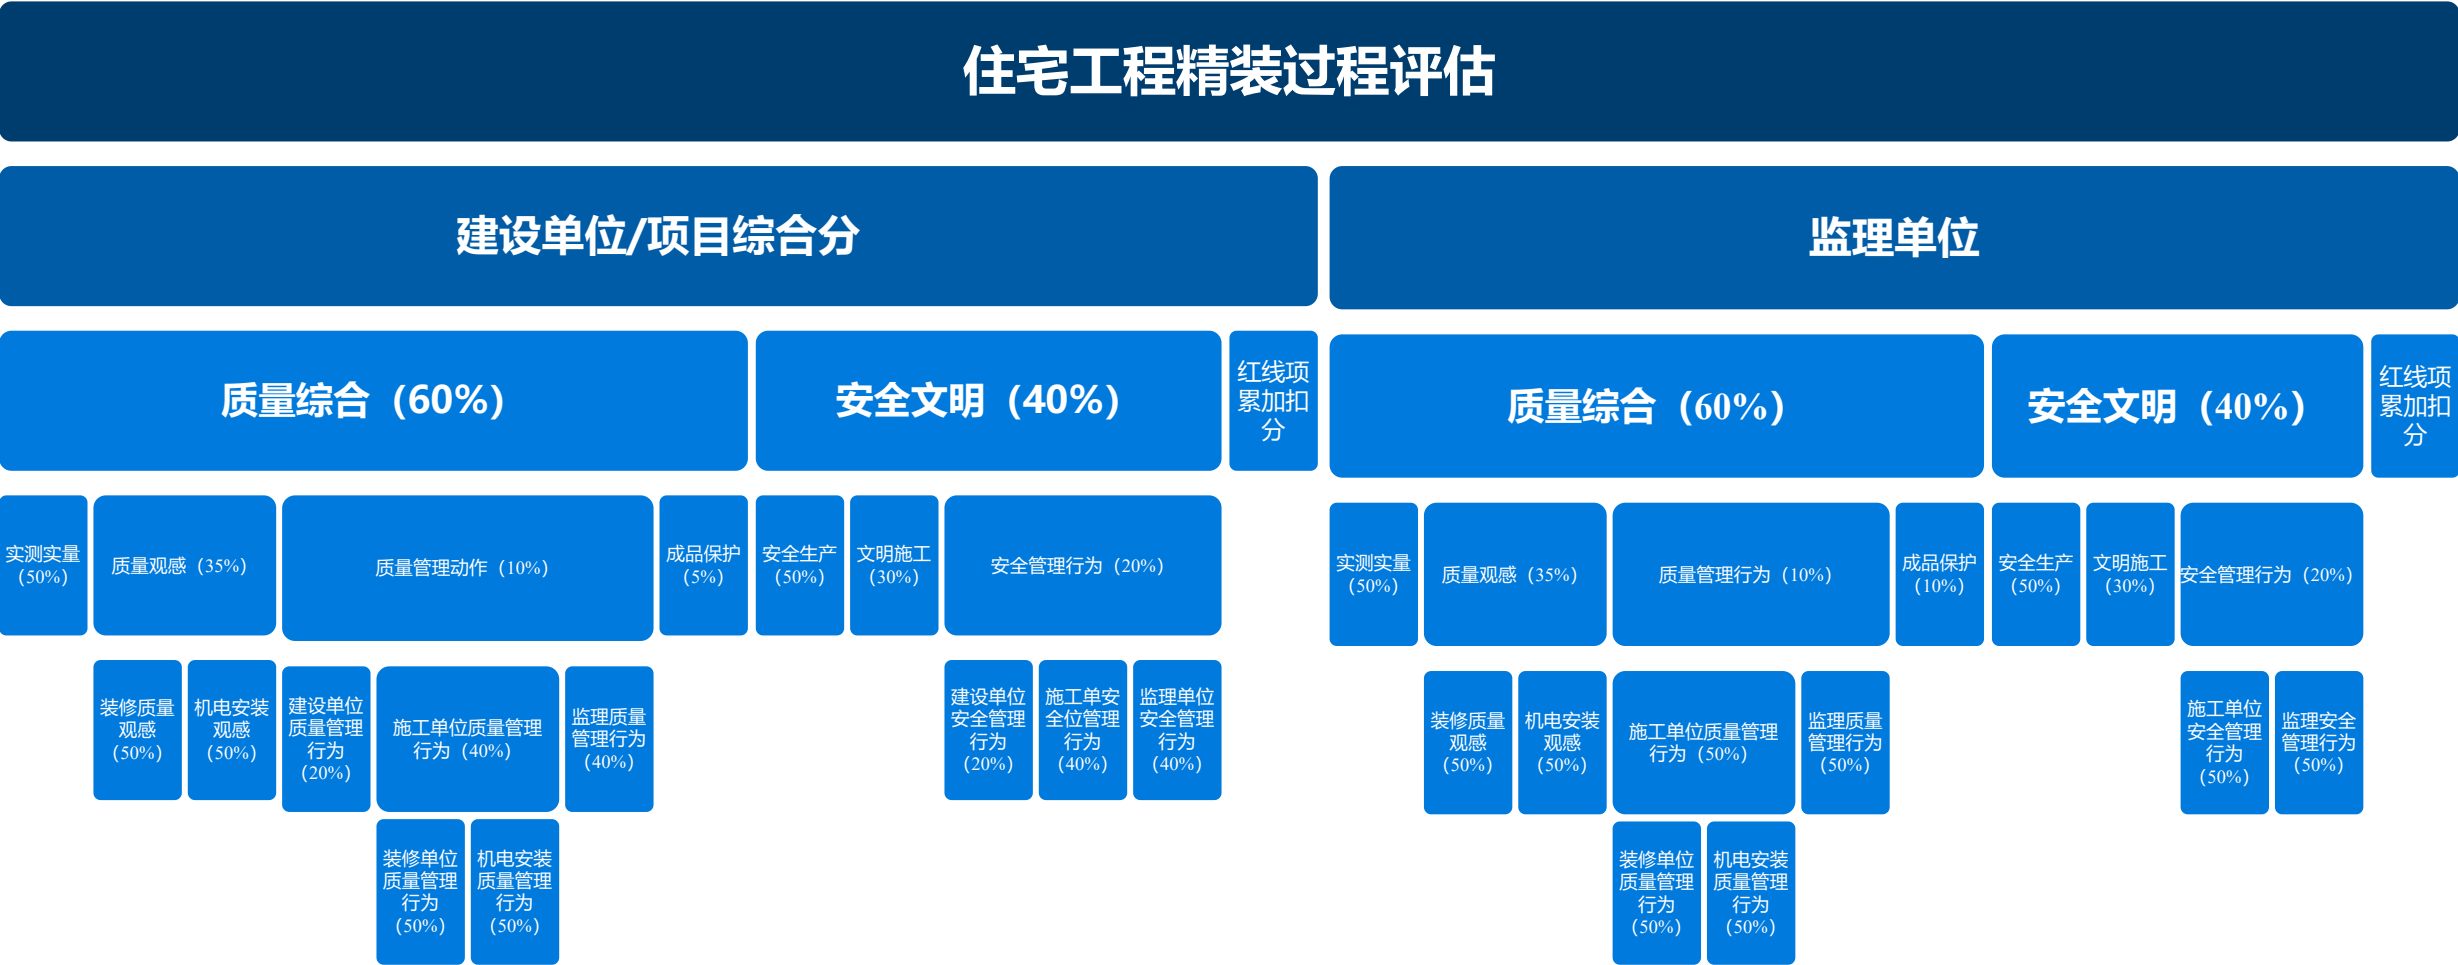 住宅工程精装过程评估
建设单位/项目综合分
监理单位
质量综合（60%）
安全文明（40%）
红线项
累加扣
分
质量综合（60%）
安全文明（40%）
红线项
累加扣
分
实测实量
（50%）
质量观感（35%）
质量管理动作（10%）
成品保护
（5%）
安全生产
（50%）
文明施工
（30%）
安全管理行为（20%）
实测实量
（50%）
质量观感（35%）
质量管理行为（10%）
成品保护
（10%）
安全生产
（50%）
文明施工
（30%）
安全管理行为（20%）
装修质量
观感
（50%）
机电安装
观感
（50%）
建设单位
质量管理
行为
（20%）
施工单位质量管理
行为（40%）
监理质量
管理行为
（40%）
建设单位
安全管理
行为
（20%）
施工单安
全位管理
行为
（40%）
监理单位
安全管理
行为
（40%）
装修质量
观感
（50%）
机电安装
观感
（50%）
施工单位质量管理
行为（50%）
监理质量
管理行为
（50%）
施工单位
安全管理
行为
（50%）
监理安全
管理行为
（50%）
装修单位
质量管理
行为
（50%）
机电安装
质量管理
行为
（50%）
装修单位
质量管理
行为
（50%）
机电安装
质量管理
行为
（50%）